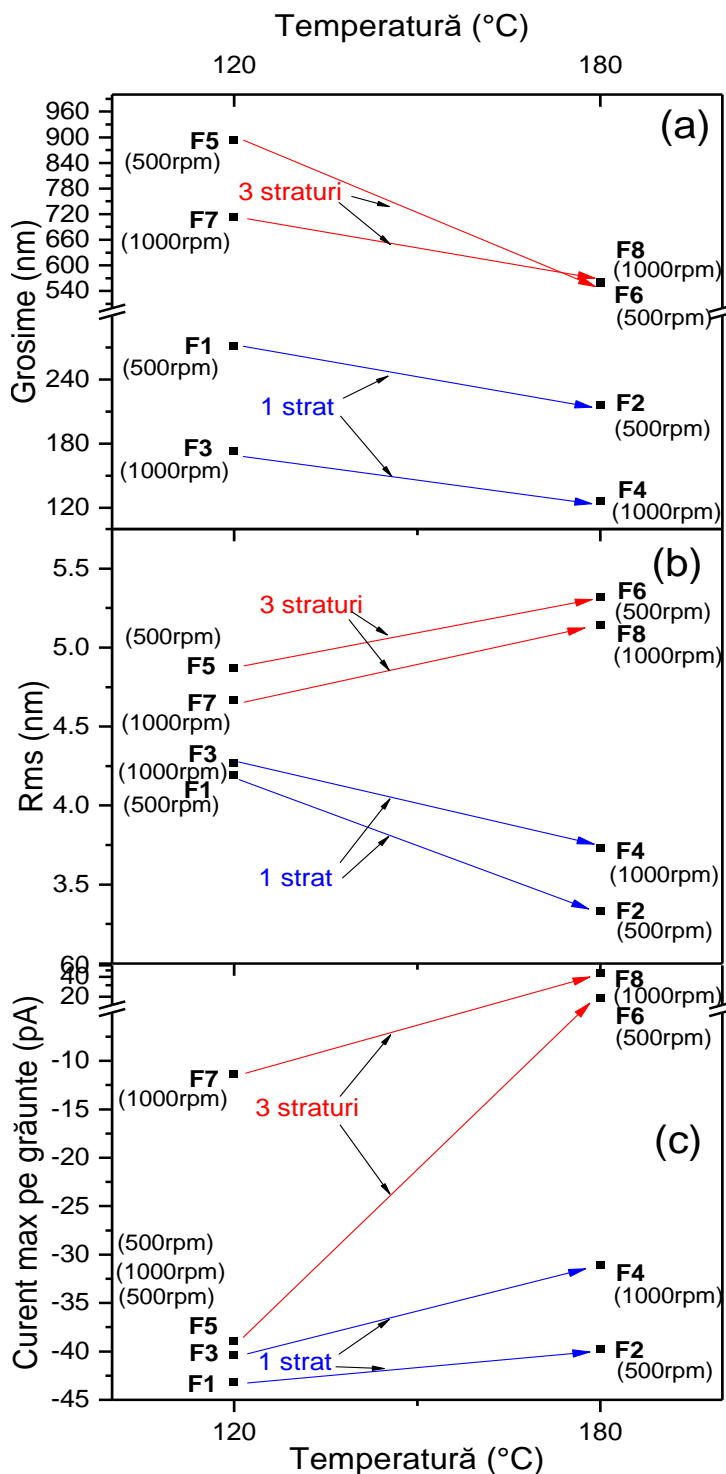 Temperatură (°C)
120 180
(a)
Grosime (nm)
960
900
840
780
720
660
600
540
240
180
120
F5
(500rpm)
3 straturi
F7
(1000rpm)
F8
(1000rpm)
F6
(500rpm)
F1
(500rpm)
1 strat
F2
(500rpm)
F3
(1000rpm)
F4
(1000rpm)
(b)
Rms (nm)
5.5
5.0
4.5
4.0
3.5
3 straturi
F6
(500rpm)
F8
(1000rpm)
(500rpm)
F5
F7
(1000rpm)
F3
(1000rpm)
F1
(500rpm)
1 strat
F4
(1000rpm)
F2
(500rpm)
(c)
Curent max pe grăunte (pA)
60
40
20
-10
-15
-20
-25
-30
-35
-40
-45
F8
(1000rpm)
F6
(500rpm)
F7
(1000rpm)
3 straturi
(500rpm)
(1000rpm)
(500rpm)
F5
F3
F1
1 strat
F4
(1000rpm)
F2
(500rpm)
120 180
Temperatură (°C)